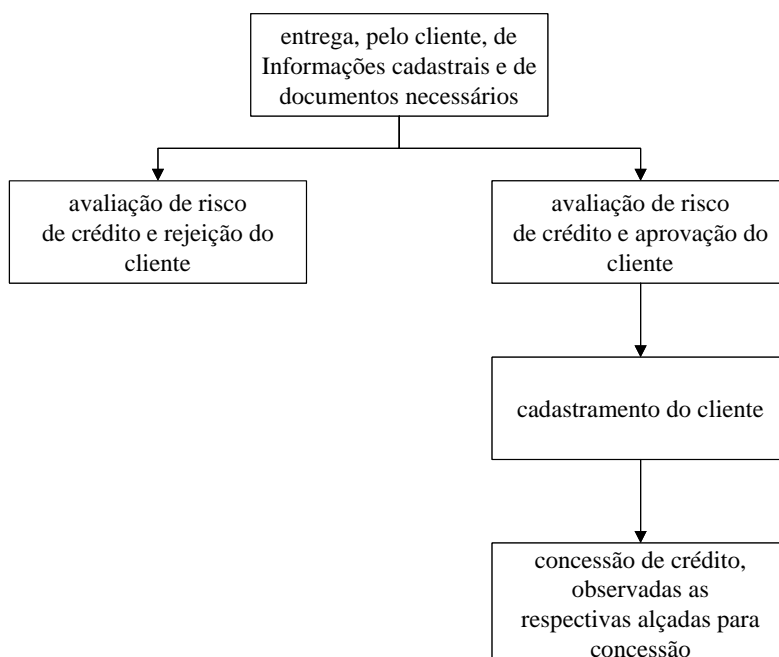 entrega, pelo cliente, de
Informações cadastrais e de
documentos necessários
avaliação de risco
de crédito e rejeição do
cliente
avaliação de risco
de crédito e aprovação do
cliente
cadastramento do cliente
concessão de crédito,
observadas as
respectivas alçadas para
concessão